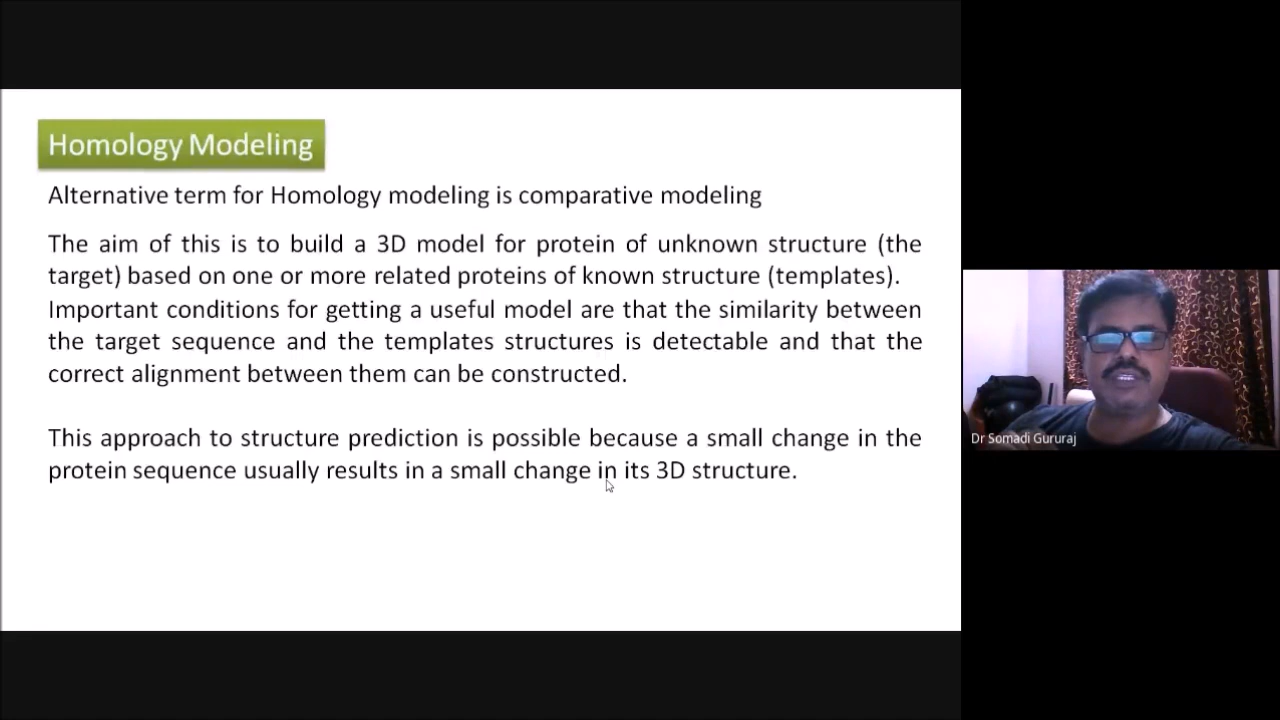 Homology Modeling
Alternative term for Homology modeling is comparative modeling
The aim of this is to build a 3D model for protein of unknown structure (the
target) based on one or more related proteins of known structure (templates).
Important conditions for getting a useful model are that the similarity between
the target sequence and the templates structures is detectable and that the
correct alignment between them can be constructed.
This approach to structure prediction is possible because a small change in the
protein sequence usually results in a small change in its 3D structure.
Dr Somadi Gururaj